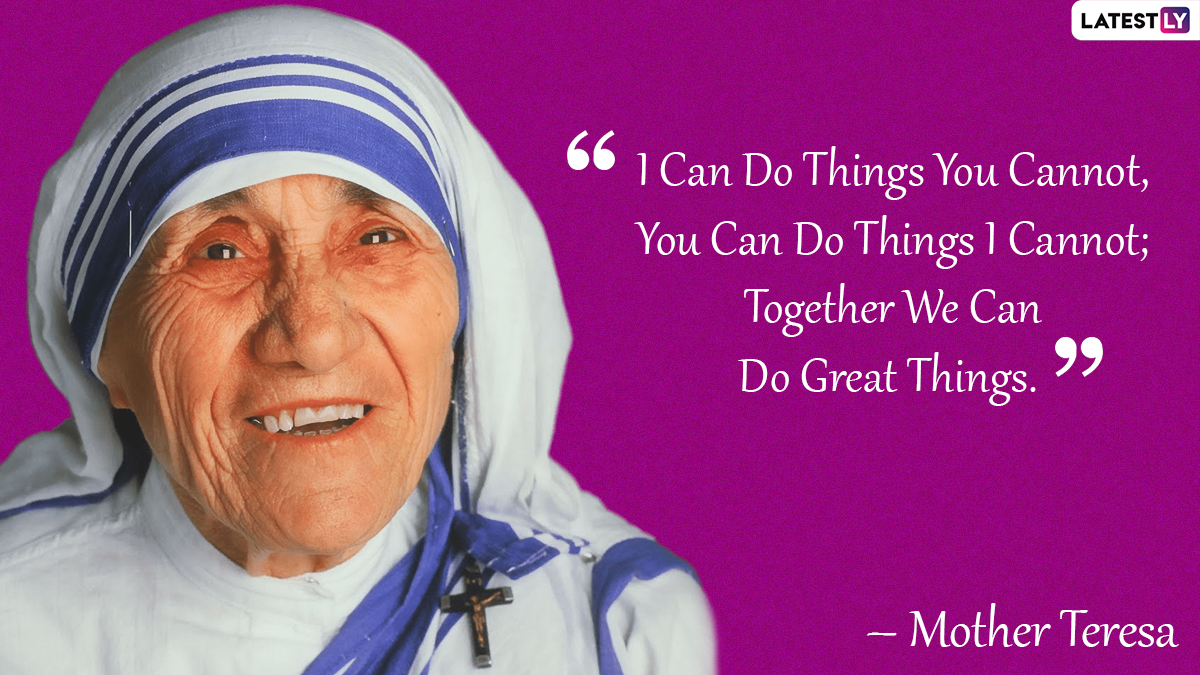 LATESTLY
“ I Can Do Things You Cannot,
You Can Do Things I Cannot;
Together We Can
Do Great Things. ”
– Mother Teresa